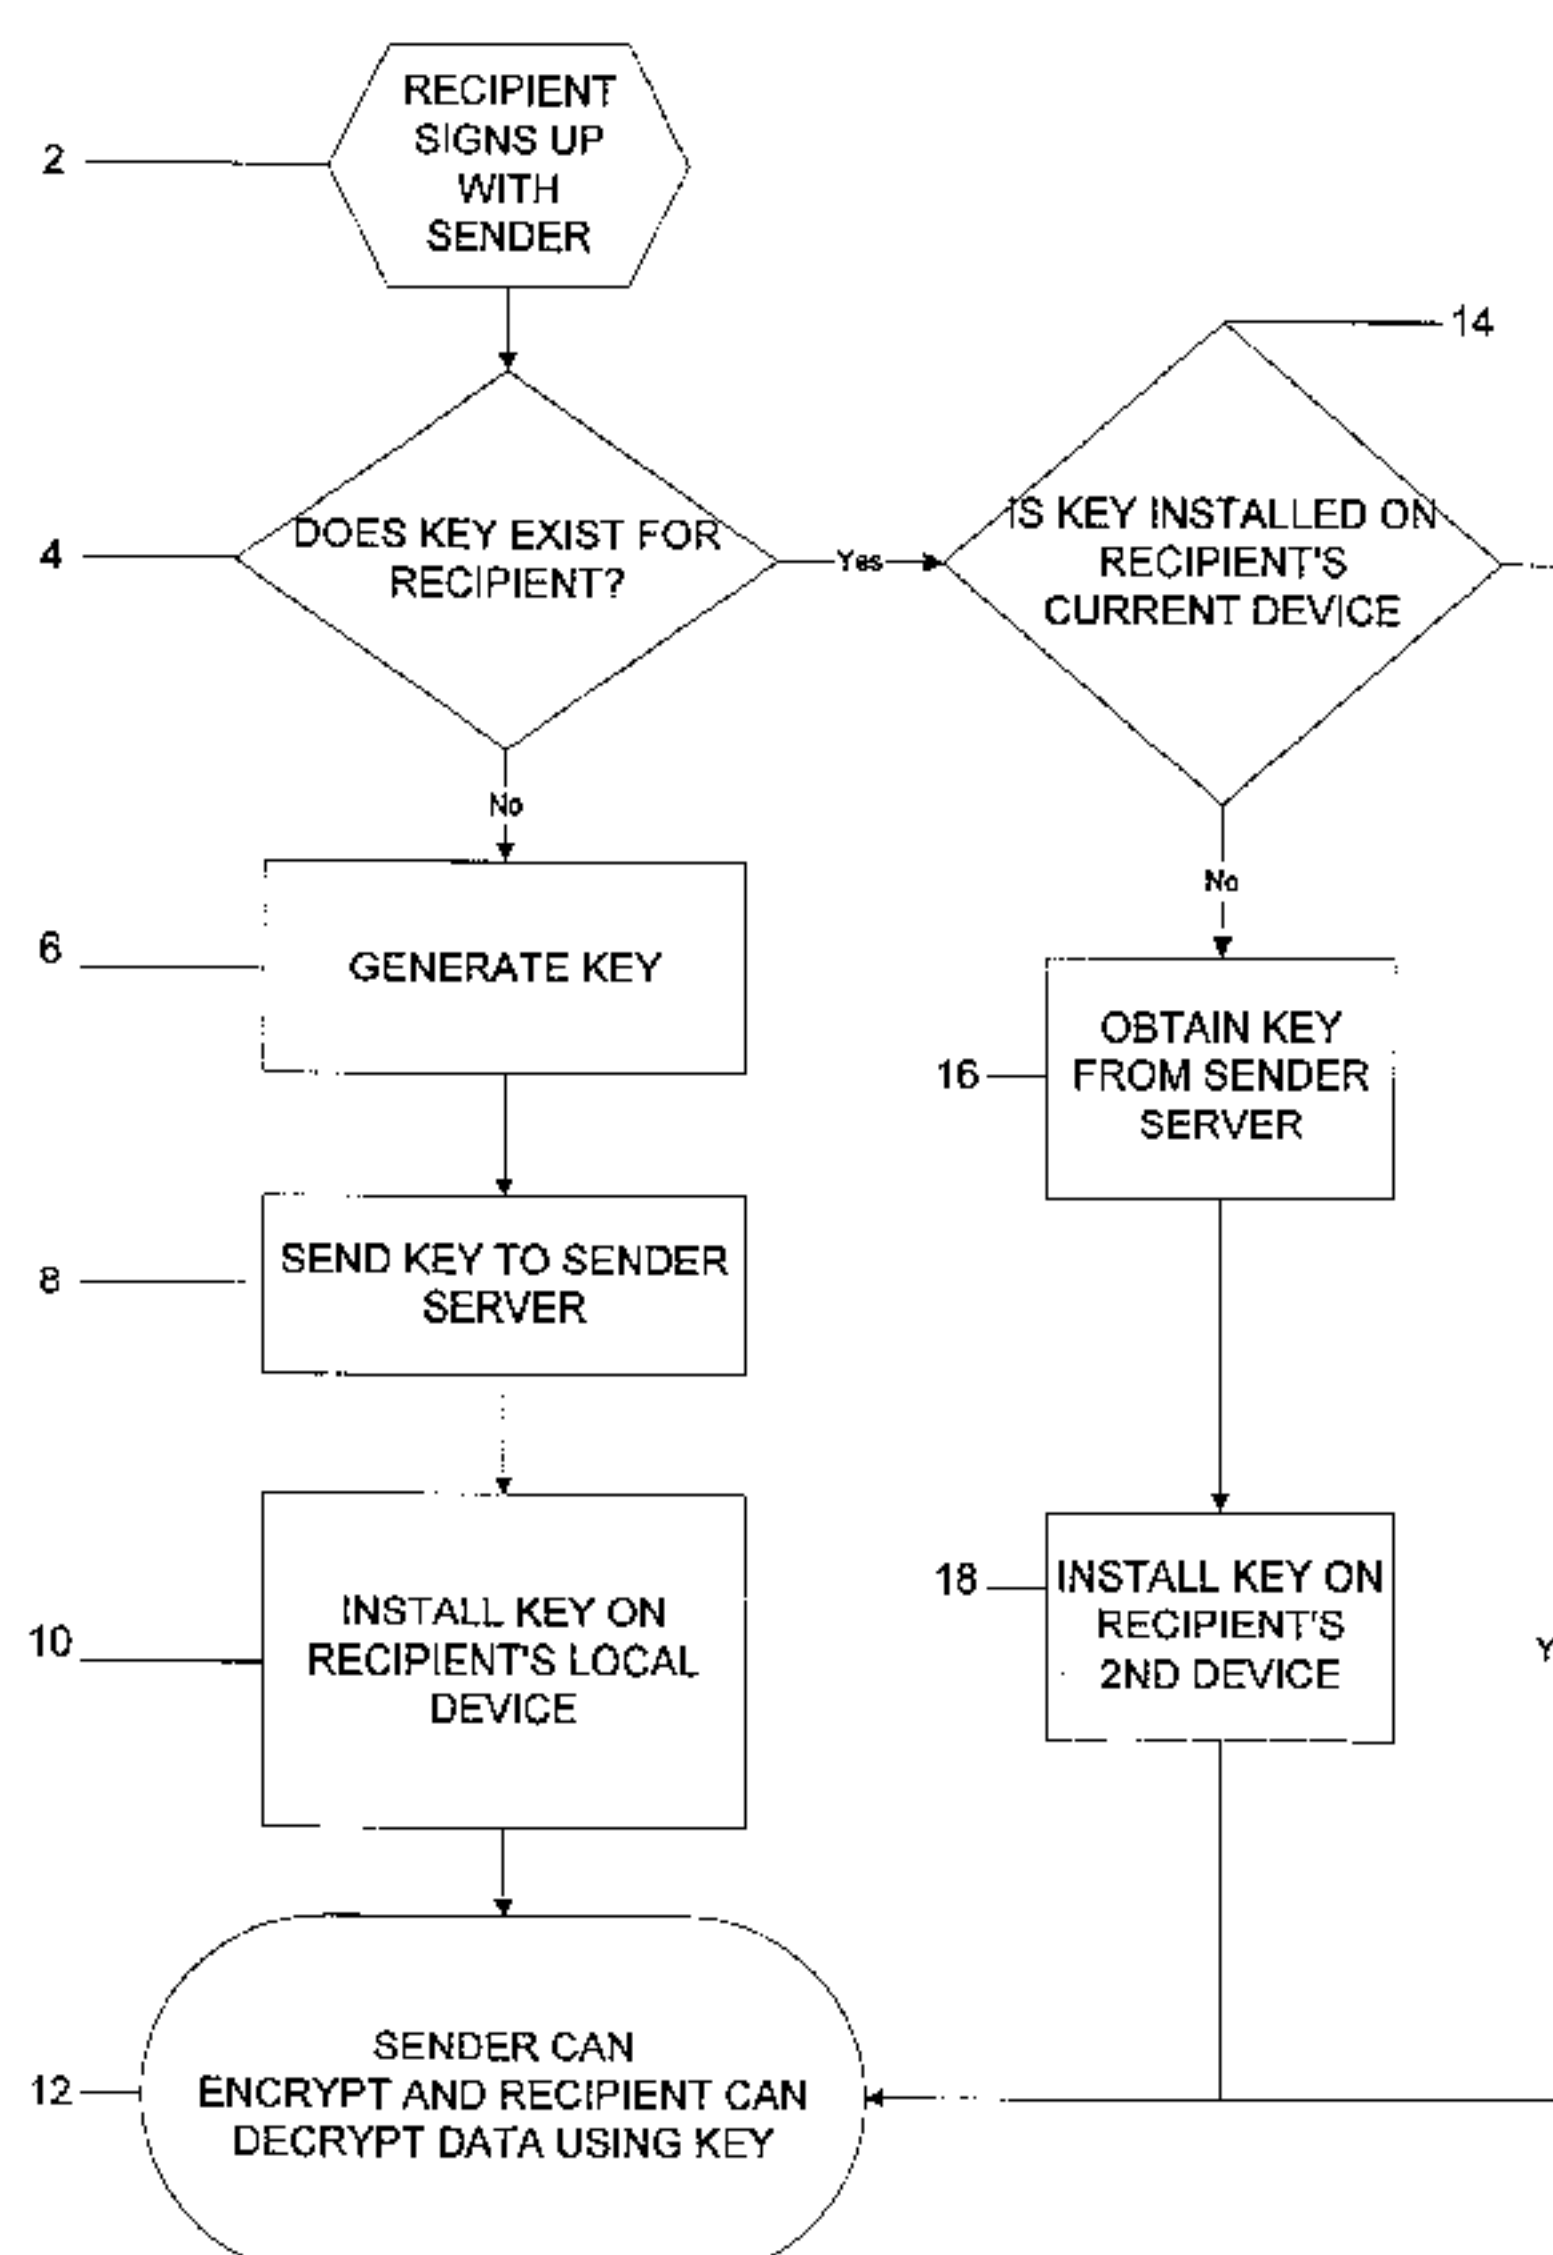 RECIPIENT
SIGNS UP
WITH
SENDER
2
14
DOES KEY EXIST FOR
RECIPIENT?
4
Yes
IS KEY INSTALLED ON
RECIPIENT'S
CURRENT DEVICE
No
No
GENERATE KEY
6
OBTAIN KEY
FROM SENDER
SERVER
16
SEND KEY TO SENDER
SERVER
8
INSTALL KEY ON
RECIPIENT'S LOCAL
DEVICE
10
INSTALL KEY ON
RECIPIENT'S
2ND DEVICE
18
Y
SENDER CAN
ENCRYPT AND RECIPIENT CAN
DECRYPT DATA USING KEY
12